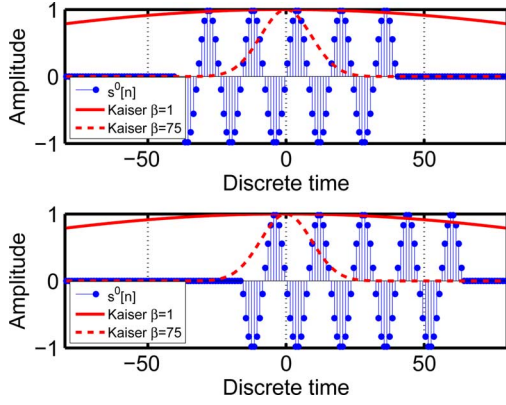 1
Amplitude
0
s⁰[n]
Kaiser β=1
Kaiser β=75
−1
−50
0
50
Discrete time
1
Amplitude
0
s⁰[n]
Kaiser β=1
Kaiser β=75
−1
−50
0
50
Discrete time